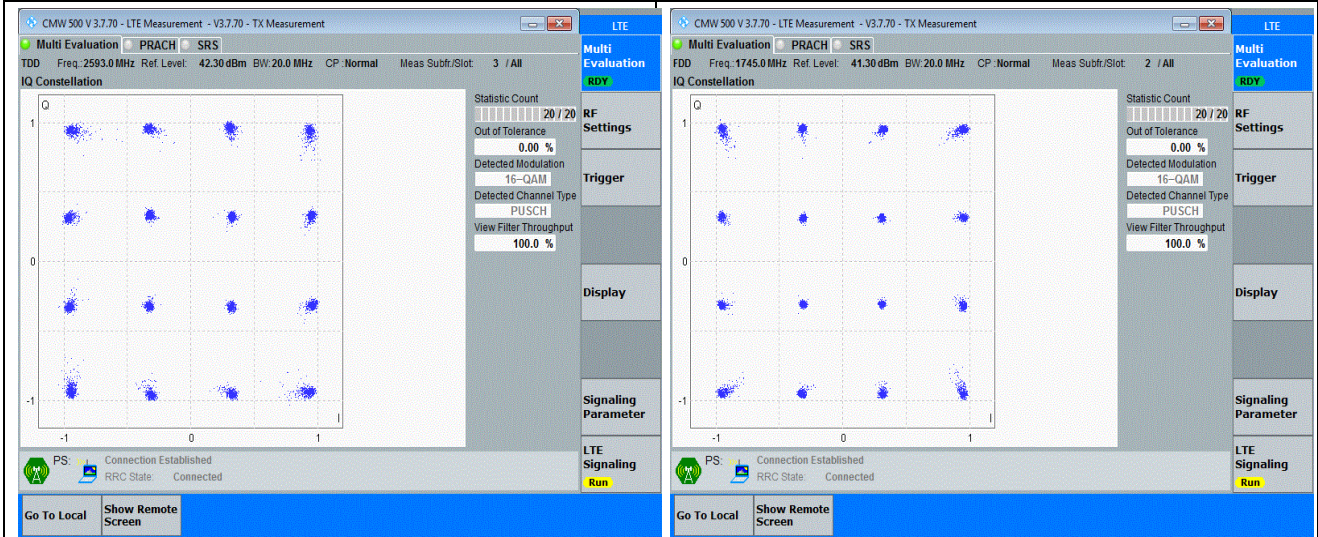 CMW 500 V 3.7.70 - LTE Measurement - V3.7.70 - TX Measurement
LTE
Multi Evaluation PRACH SRS
Multi
Evaluation
RDY
TDD Freq.:2593.0 MHz Ref. Level: 42.30 dBm BW:20.0 MHz CP :Normal Meas Subfr./Slot: 3 / All
IQ Constellation
Q
1
0
-1
-1
0
1
I
Statistic Count
20 / 20
Out of Tolerance
0.00 %
Detected Modulation
16-QAM
Detected Channel Type
PUSCH
View Filter Throughput
100.0 %
RF
Settings
Trigger
Display
Signaling
Parameter
LTE
Signaling
Run
PS: Connection Established
RRC State: Connected
Go To Local
Show Remote
Screen
CMW 500 V 3.7.70 - LTE Measurement - V3.7.70 - TX Measurement
LTE
Multi Evaluation PRACH SRS
Multi
Evaluation
RDY
FDD Freq.:1745.0 MHz Ref. Level: 41.30 dBm BW:20.0 MHz CP :Normal Meas Subfr./Slot: 2 / All
IQ Constellation
Q
1
0
-1
-1
0
1
I
Statistic Count
20 / 20
Out of Tolerance
0.00 %
Detected Modulation
16-QAM
Detected Channel Type
PUSCH
View Filter Throughput
100.0 %
RF
Settings
Trigger
Display
Signaling
Parameter
LTE
Signaling
Run
PS: Connection Established
RRC State: Connected
Go To Local
Show Remote
Screen